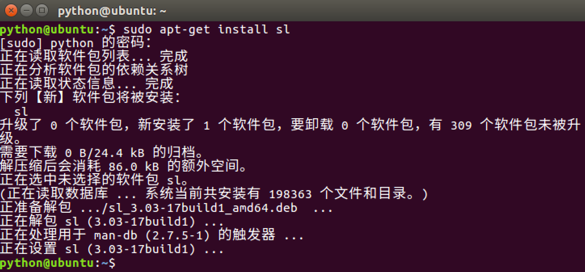 python@ubuntu: ~
python@ubuntu:~$ sudo apt-get install sl
[sudo] python 的密码：
正在读取软件包列表... 完成
正在分析软件包的依赖关系树
正在读取状态信息... 完成
下列【新】软件包将被安装：
  sl
升级了 0 个软件包，新安装了 1 个软件包，要卸载 0 个软件包，有 309 个软件包未被升
级。
需要下载 0 B/24.4 kB 的归档。
解压缩后会消耗 86.0 kB 的额外空间。
正在选中未选择的软件包 sl。
(正在读取数据库 ... 系统当前共安装有 198363 个文件和目录。)
正准备解包 .../sl_3.03-17build1_amd64.deb  ...
正在解包 sl (3.03-17build1) ...
正在处理用于 man-db (2.7.5-1) 的触发器 ...
正在设置 sl (3.03-17build1) ...
python@ubuntu:~$